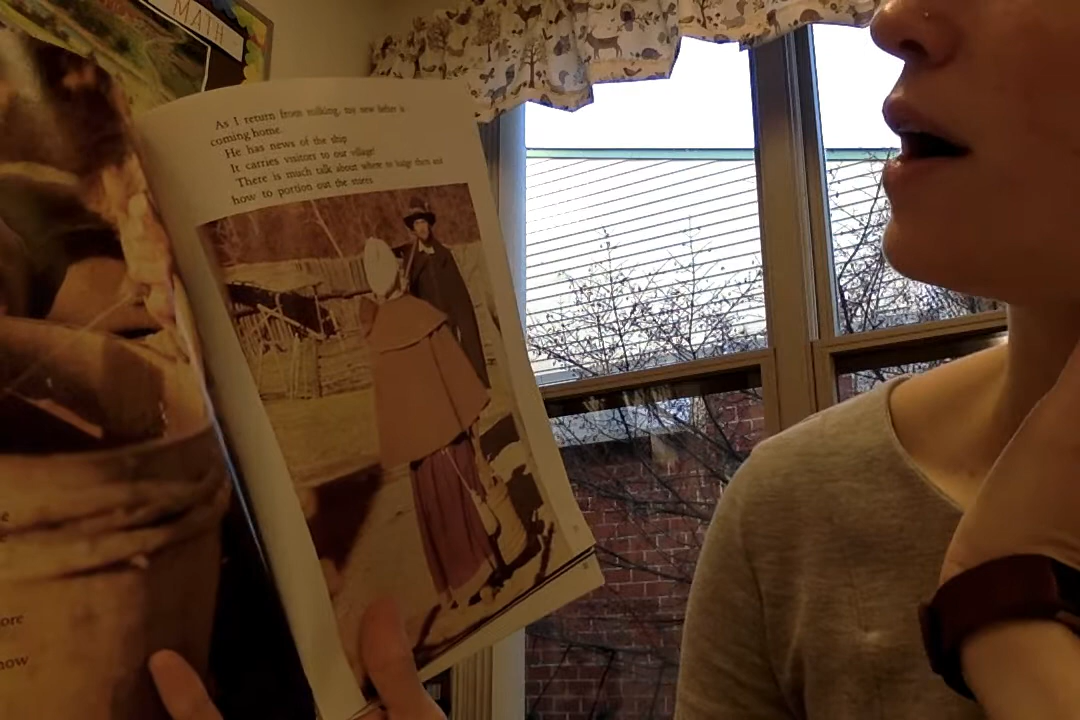 MATH
As I return from milking, my new father is
coming home.
He has news of the ship
It carries visitors to our village!
There is much talk about where to lodge them and
how to portion out the stores
ore
now